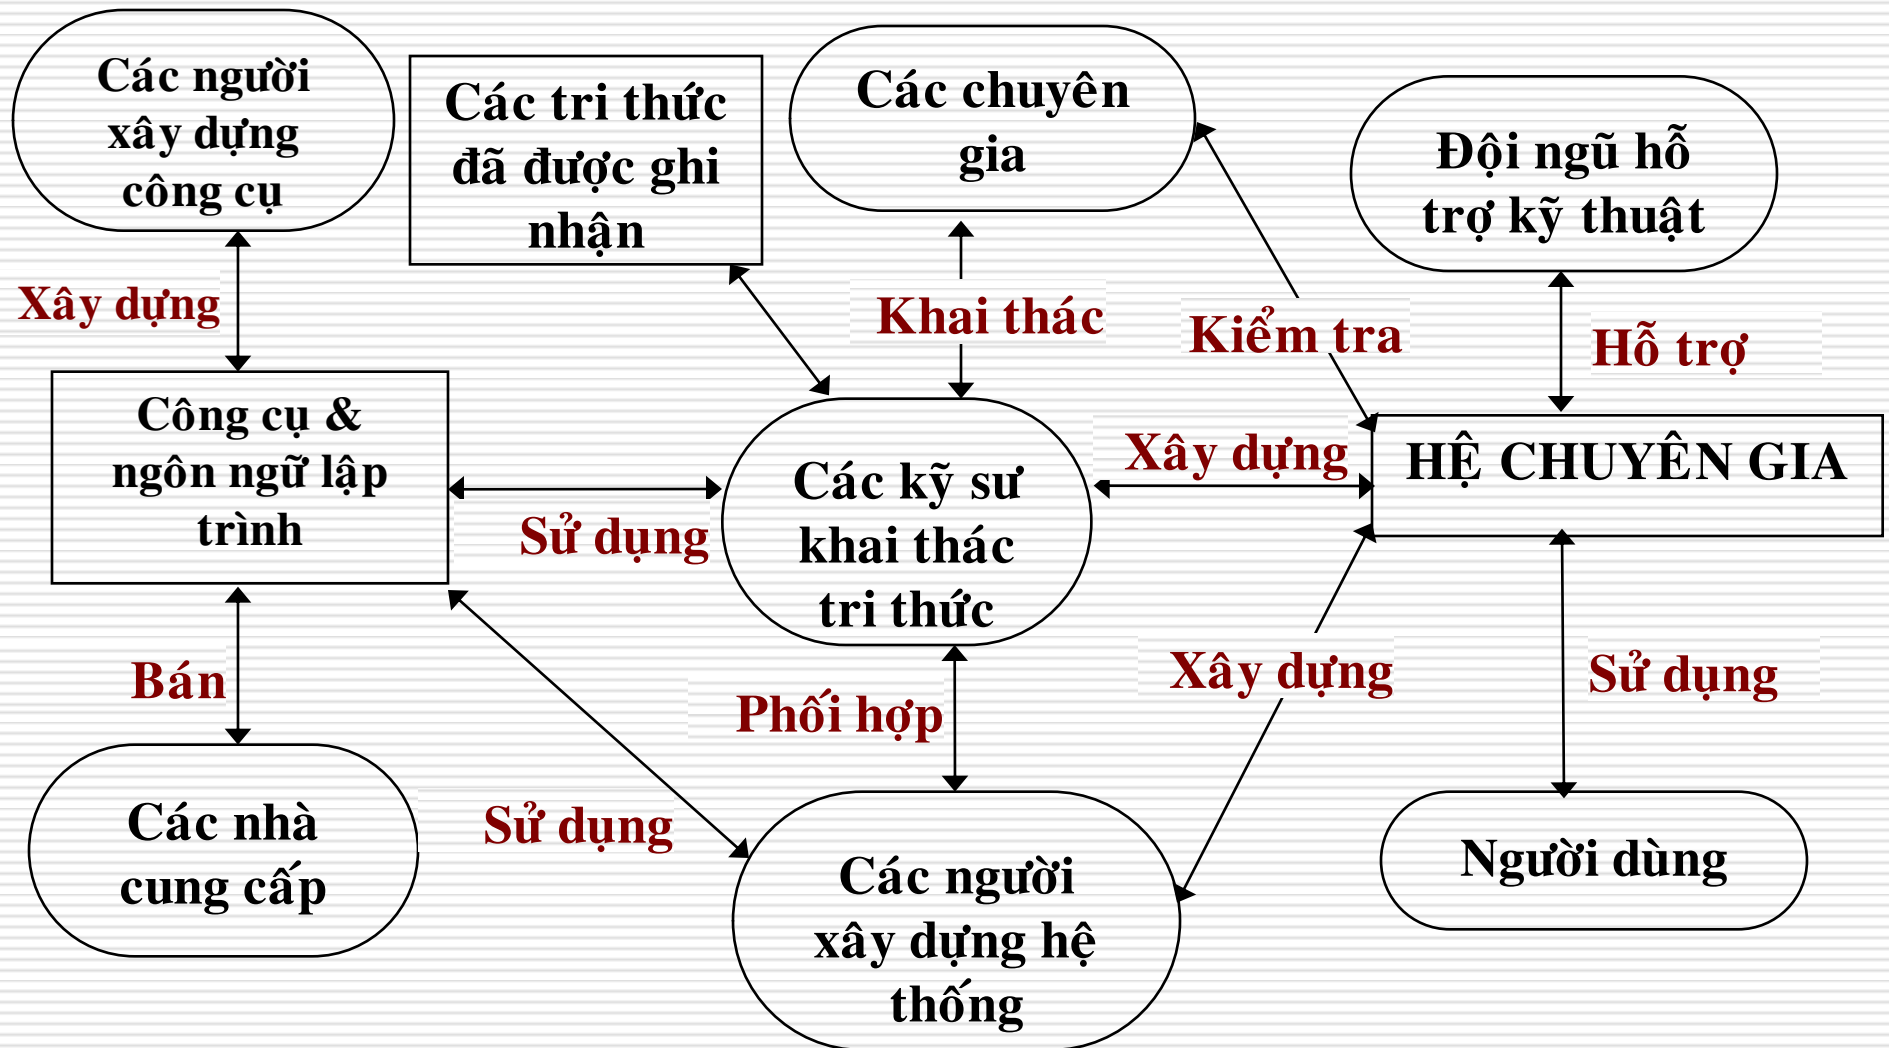 Các người
xây dựng
công cụ
Các tri thức
đã được ghi
nhận
Các chuyên
gia
Đội ngũ hỗ
trợ kỹ thuật
Xây dựng
Khai thác
Kiểm tra
Hỗ trợ
Công cụ &
ngôn ngữ lập
trình
Sử dụng
Các kỹ sư
khai thác
tri thức
Xây dựng
HỆ CHUYÊN GIA
Bán
Phối hợp
Xây dựng
Sử dụng
Các nhà
cung cấp
Sử dụng
Các người
xây dựng hệ
thống
Người dùng